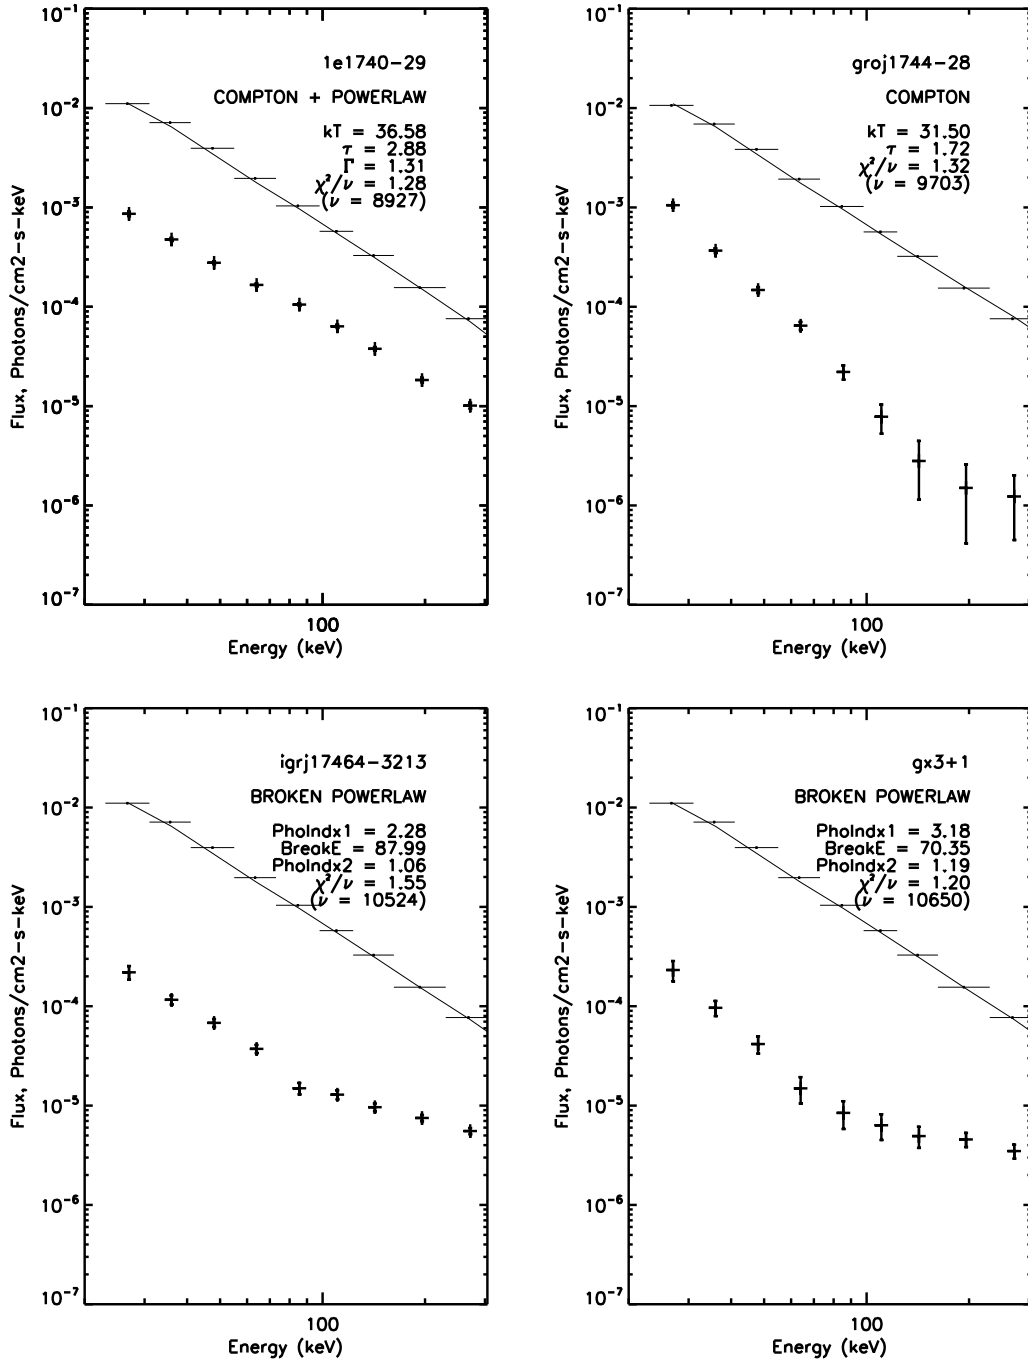 10⁻¹
10⁻²
10⁻³
10⁻⁴
10⁻⁵
10⁻⁶
10⁻⁷
Flux, Photons/cm2-s-keV
1e1740-29
COMPTON + POWERLAW
kT = 36.58
τ = 2.88
Γ = 1.31
χ²/ν = 1.28
(ν = 8927)
100
Energy (keV)
10⁻¹
10⁻²
10⁻³
10⁻⁴
10⁻⁵
10⁻⁶
10⁻⁷
Flux, Photons/cm2-s-keV
groj1744-28
COMPTON
kT = 31.50
τ = 1.72
χ²/ν = 1.32
(ν = 9703)
100
Energy (keV)
10⁻¹
10⁻²
10⁻³
10⁻⁴
10⁻⁵
10⁻⁶
10⁻⁷
Flux, Photons/cm2-s-keV
igrj17464-3213
BROKEN POWERLAW
PhoIndx1 = 2.28
BreakE = 87.99
PhoIndx2 = 1.06
χ²/ν = 1.55
(ν = 10524)
100
Energy (keV)
10⁻¹
10⁻²
10⁻³
10⁻⁴
10⁻⁵
10⁻⁶
10⁻⁷
Flux, Photons/cm2-s-keV
gx3+1
BROKEN POWERLAW
PhoIndx1 = 3.18
BreakE = 70.35
PhoIndx2 = 1.19
χ²/ν = 1.20
(ν = 10650)
100
Energy (keV)